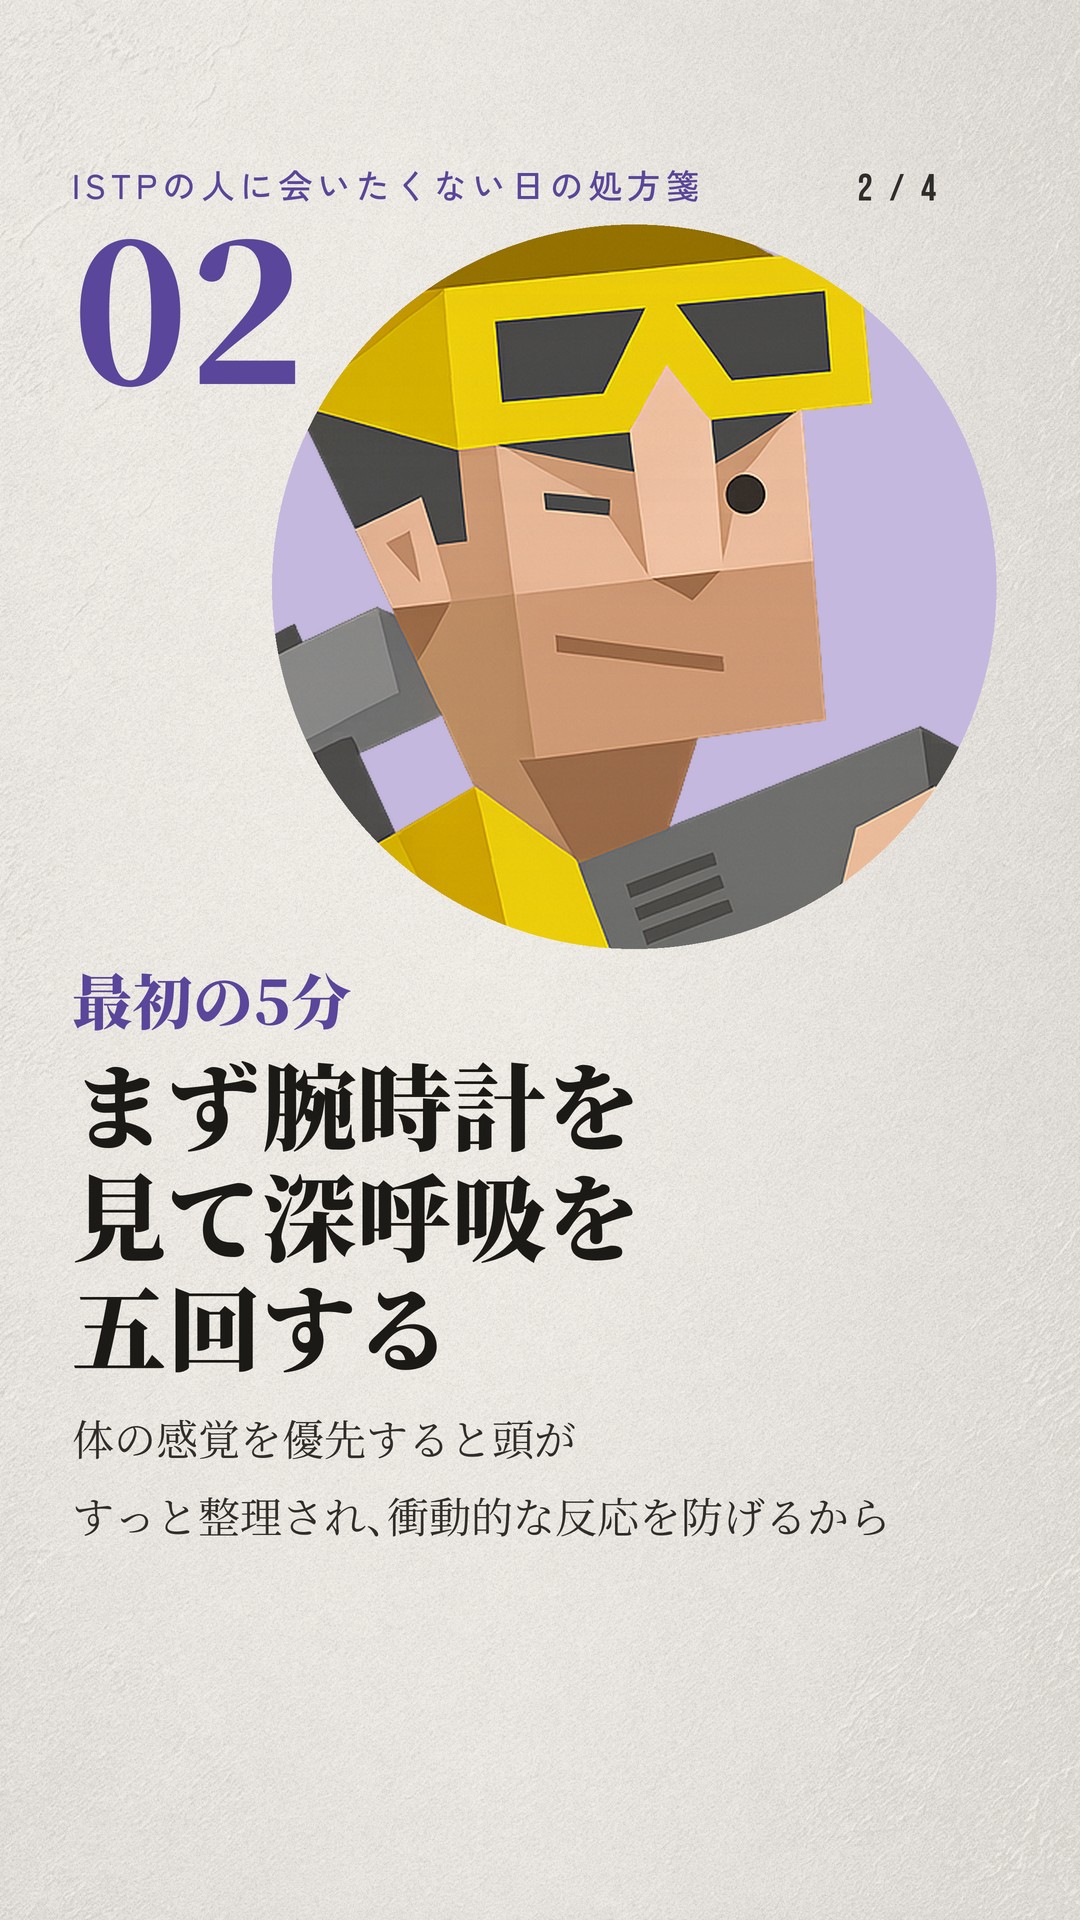 ISTPの人に会いたくない日の処方箋
2 / 4
02
最初の5分
まず腕時計を
見て深呼吸を
五回する
体の感覚を優先すると頭が
すっと整理され、衝動的な反応を防げるから